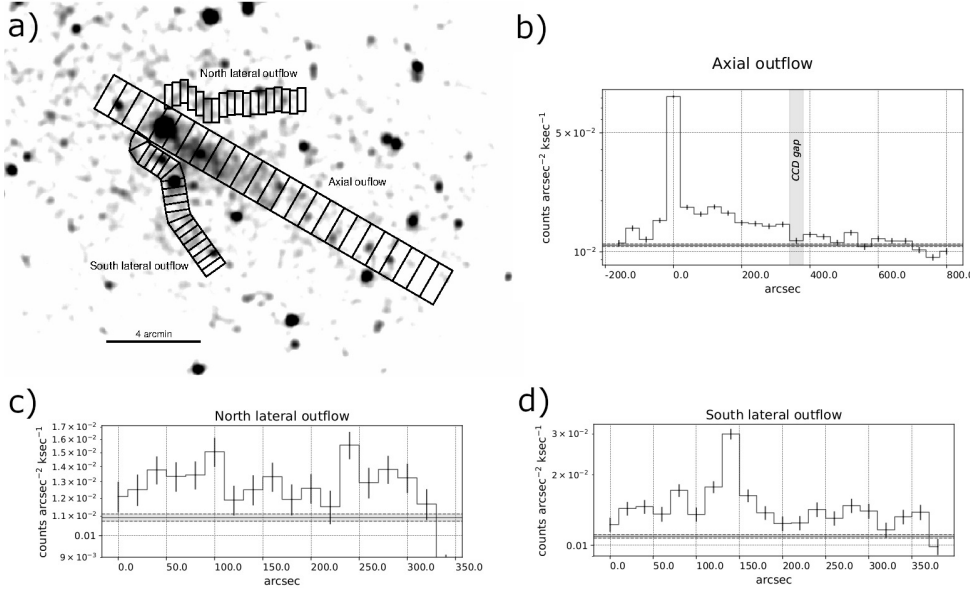 a)
North lateral outflow
Axial ouflow
South lateral outflow
4 arcmin
b)
Axial outflow
counts arcsec⁻² ksec⁻¹
5 × 10⁻²
10⁻²
CCD gap
-200.0 0.0 200.0 400.0 600.0 800.0
arcsec
c)
North lateral outflow
counts arcsec⁻² ksec⁻¹
1.7 × 10⁻²
1.6 × 10⁻²
1.5 × 10⁻²
1.4 × 10⁻²
1.3 × 10⁻²
1.2 × 10⁻²
1.1 × 10⁻²
0.01
9 × 10⁻³
0.0 50.0 100.0 150.0 200.0 250.0 300.0 350.0
arcsec
d)
South lateral outflow
counts arcsec⁻² ksec⁻¹
3 × 10⁻²
2 × 10⁻²
0.01
0.0 50.0 100.0 150.0 200.0 250.0 300.0 350.0
arcsec